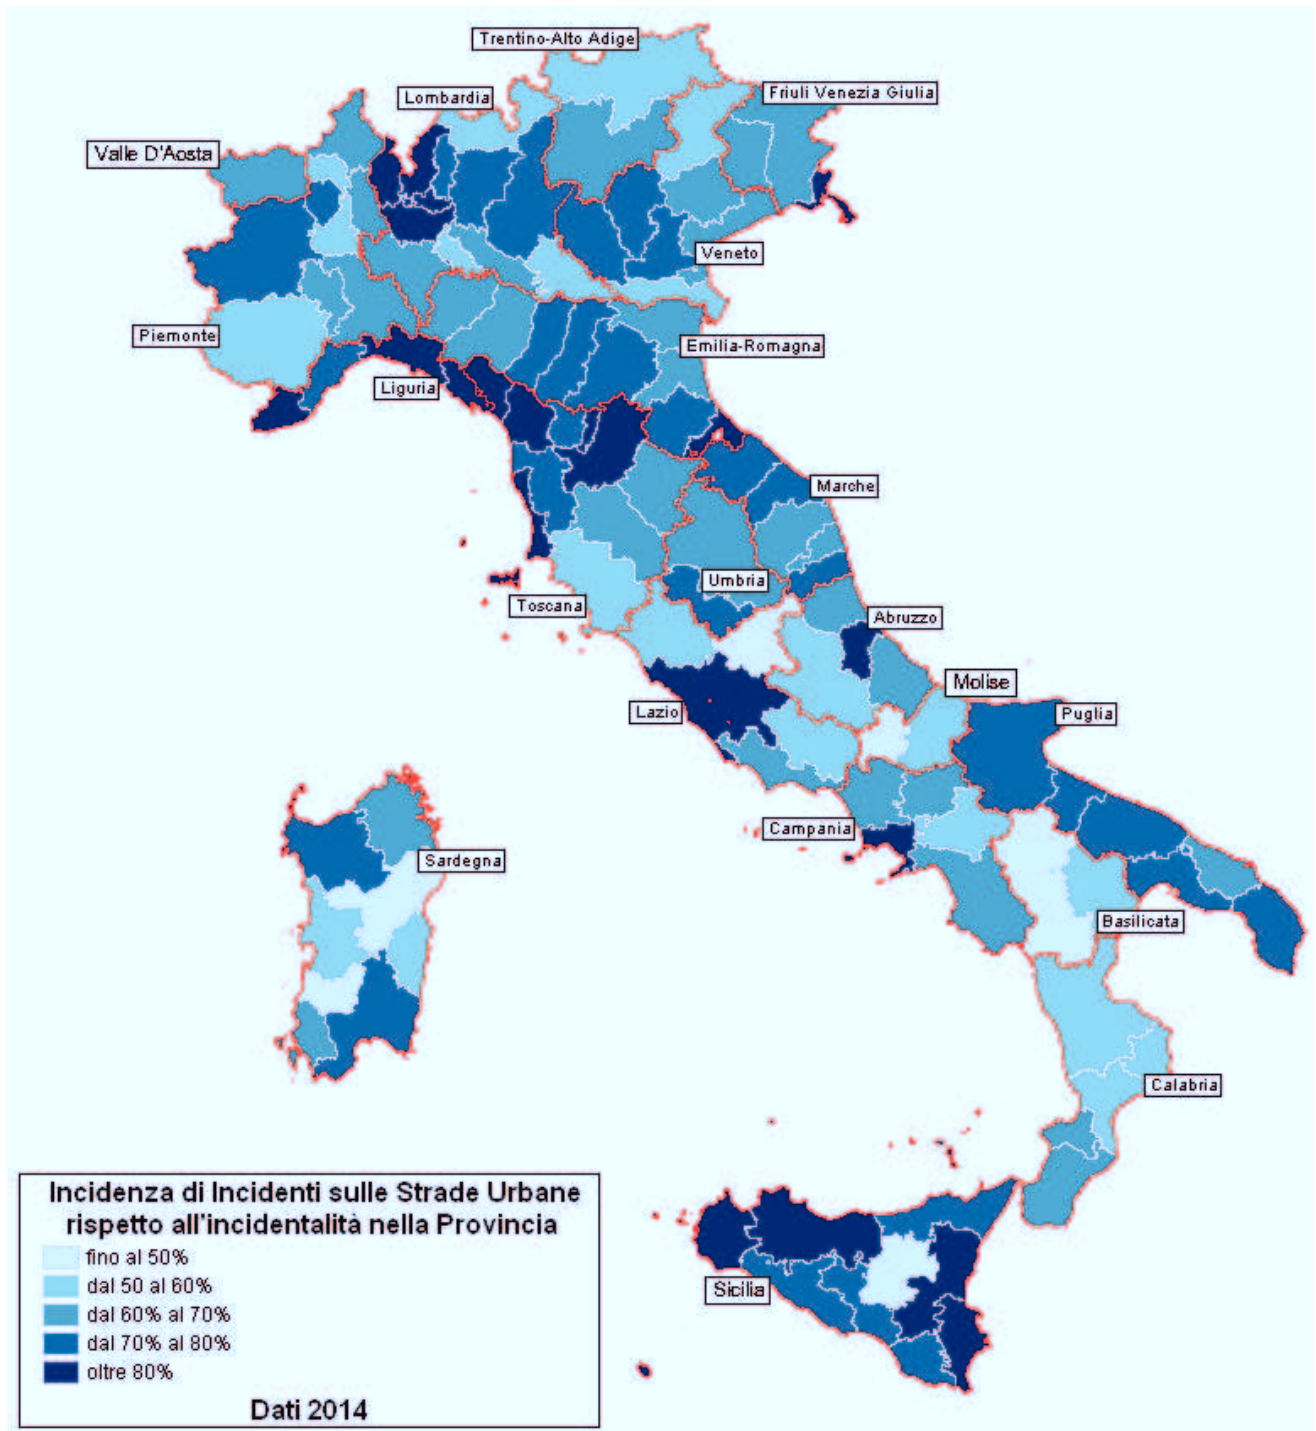 Trentino-Alto Adige
Lombardia
Friuli Venezia Giulia
Valle D'Aosta
Veneto
Piemonte
Emilia-Romagna
Liguria
Marche
Umbria
Toscana
Abruzzo
Molise
Lazio
Puglia
Campania
Sardegna
Basilicata
Calabria
Sicilia
Incidenza di Incidenti sulle Strade Urbane
rispetto all'incidentalità nella Provincia
fino al 50%
dal 50 al 60%
dal 60% al 70%
dal 70% al 80%
oltre 80%
Dati 2014